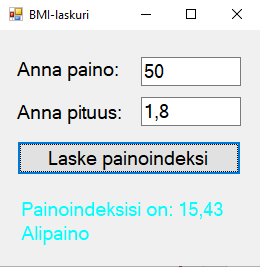 BMI-laskuri
Anna paino: 50
Anna pituus: 1,8
Laske painoindeksi
Painoindeksisi on: 15,43
Alipaino